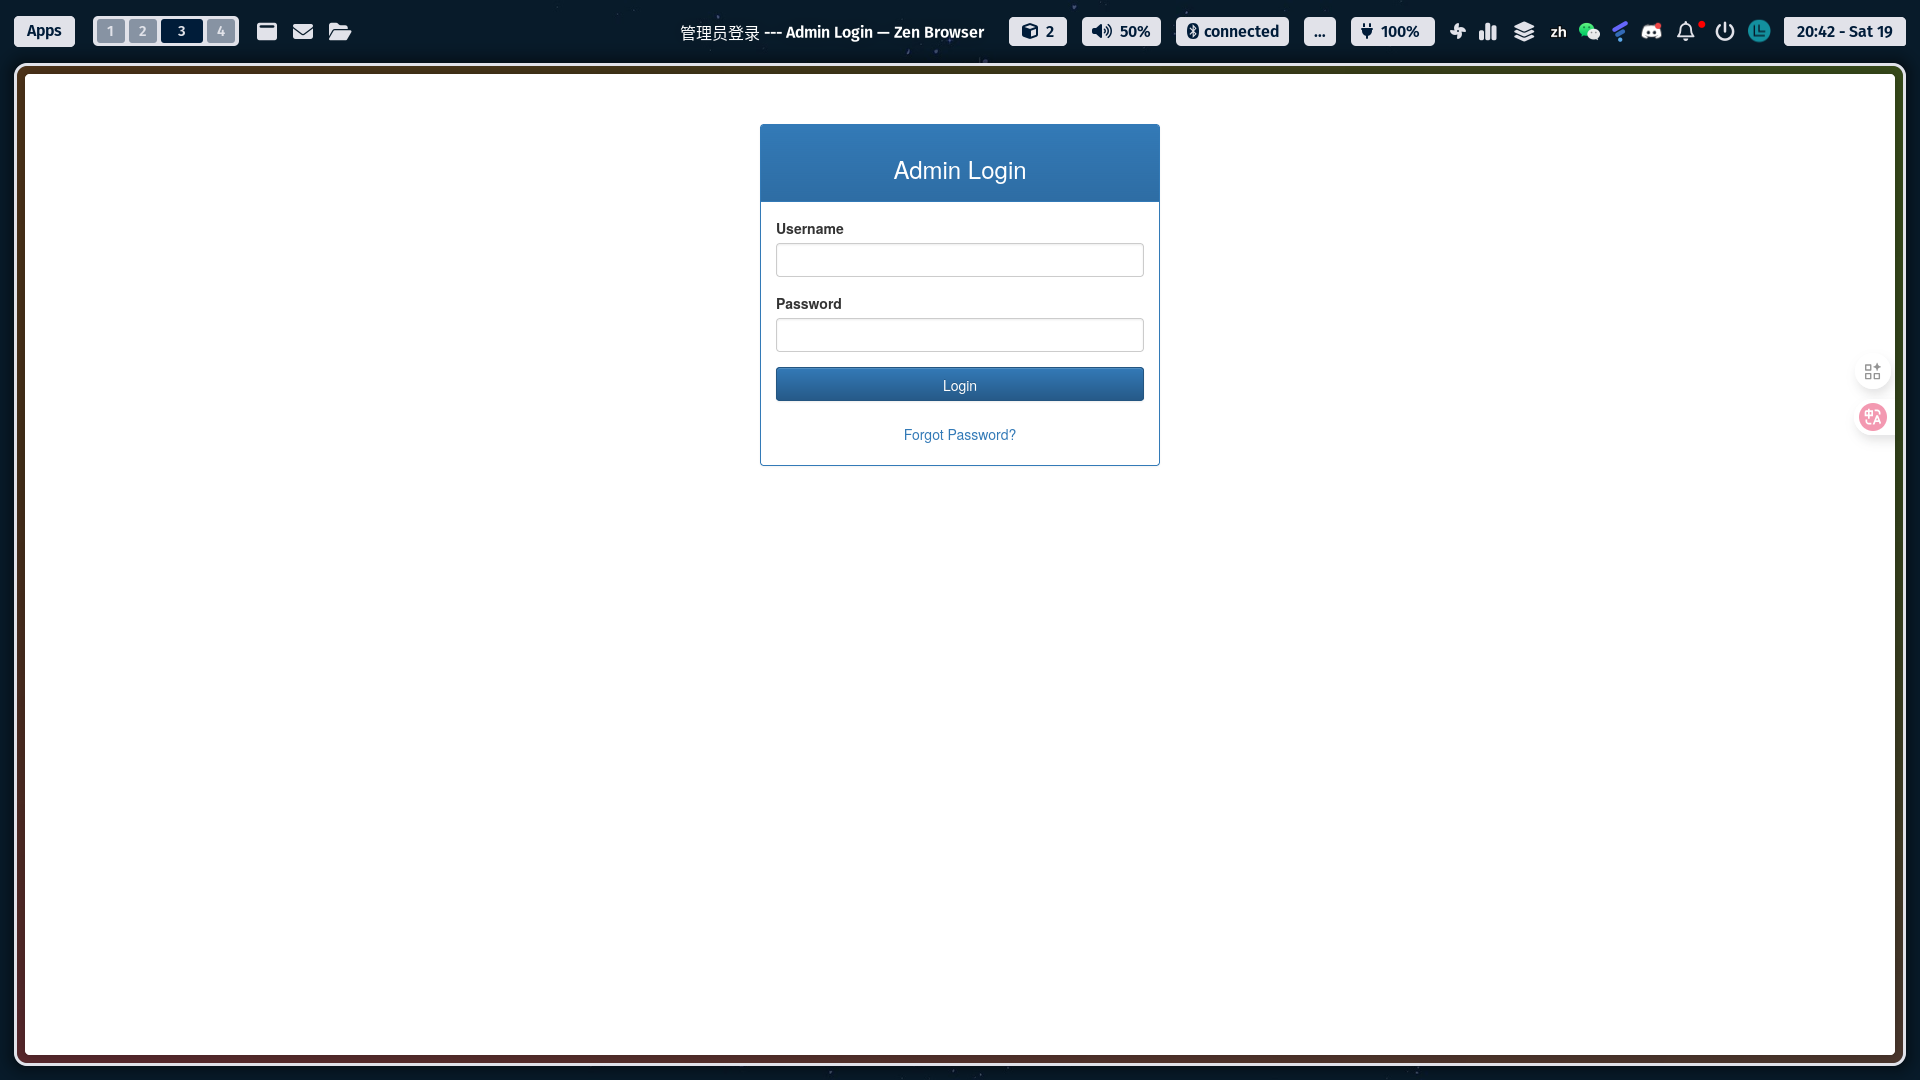 Apps
1 2 3 4
管理员登录 --- Admin Login — Zen Browser
2
50%
connected
...
100%
zh
20:42 - Sat 19
Admin Login
Username
Password
Login
Forgot Password?